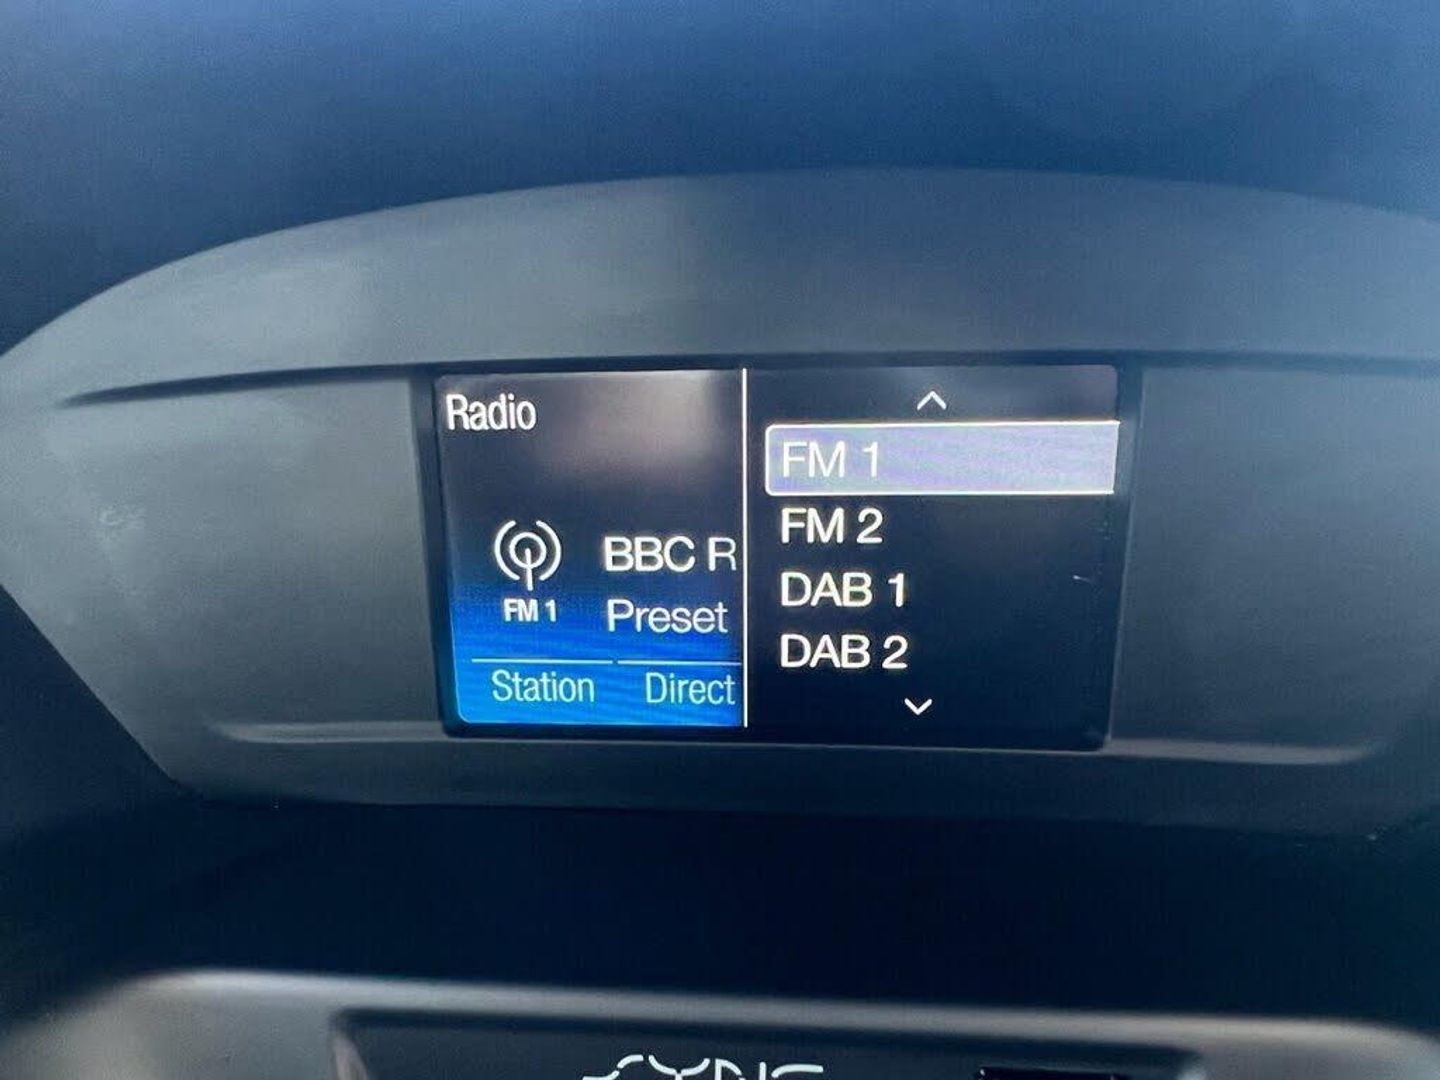 Radio
BBC R
FM 1
Preset
Station
Direct
FM 1
FM 2
DAB 1
DAB 2